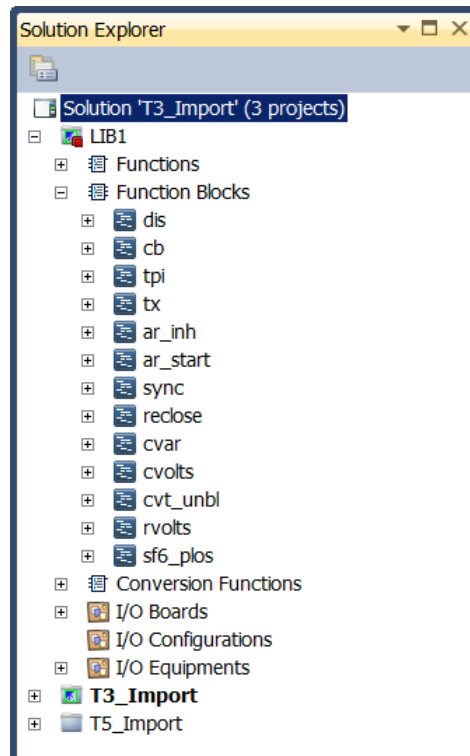 Solution Explorer
Solution 'T3_Import' (3 projects)
LIB1
Functions
Function Blocks
dis
cb
tpi
tx
ar_inh
ar_start
sync
reclose
cvar
cvolts
cvt_unbl
rvolts
sf6_plos
Conversion Functions
I/O Boards
I/O Configurations
I/O Equipments
T3_Import
T5_Import